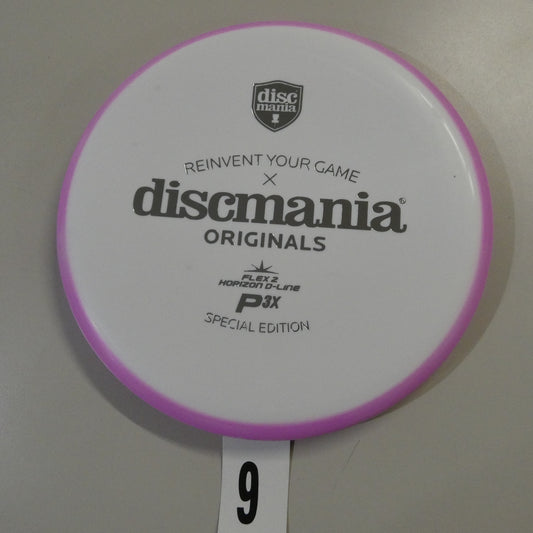 disc
mania
REINVENT YOUR GAME
×
discmania®
ORIGINALS
FLEX 2
HORIZON D-LINE
P3X
SPECIAL EDITION
9